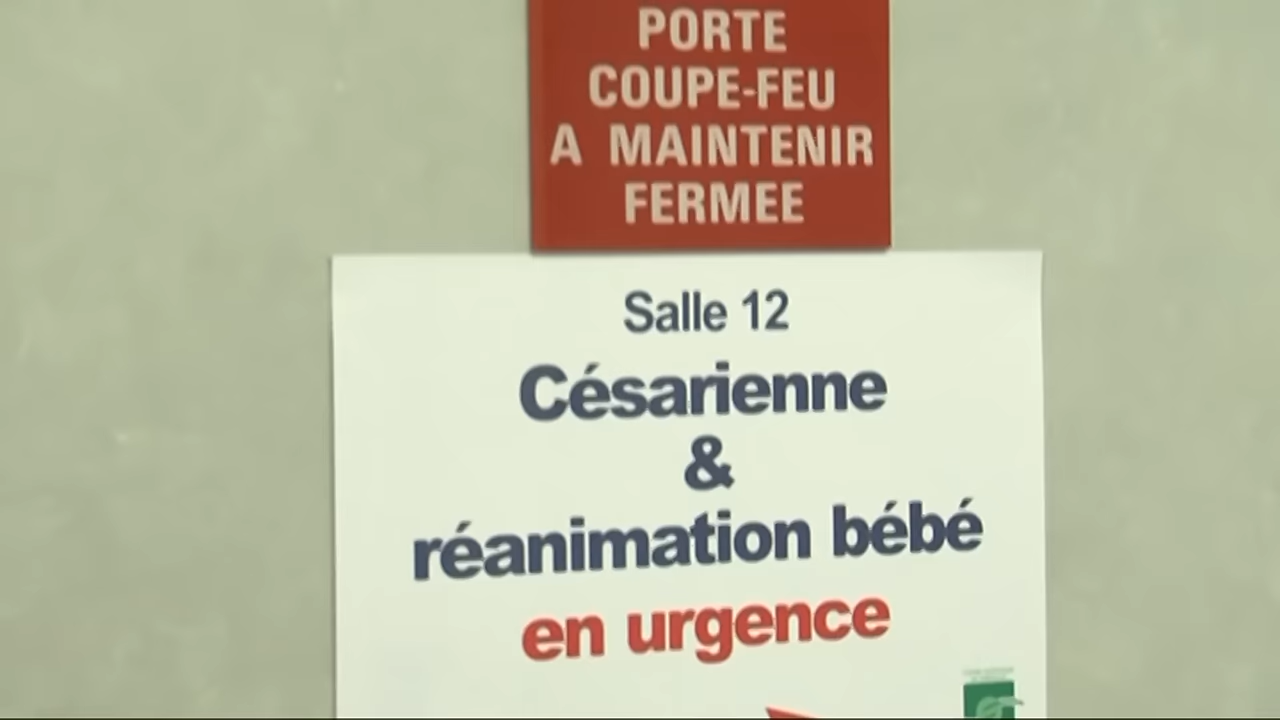 PORTE
COUPE-FEU
A MAINTENIR
FERMEE
Salle 12
Césarienne
&
réanimation bébé
en urgence